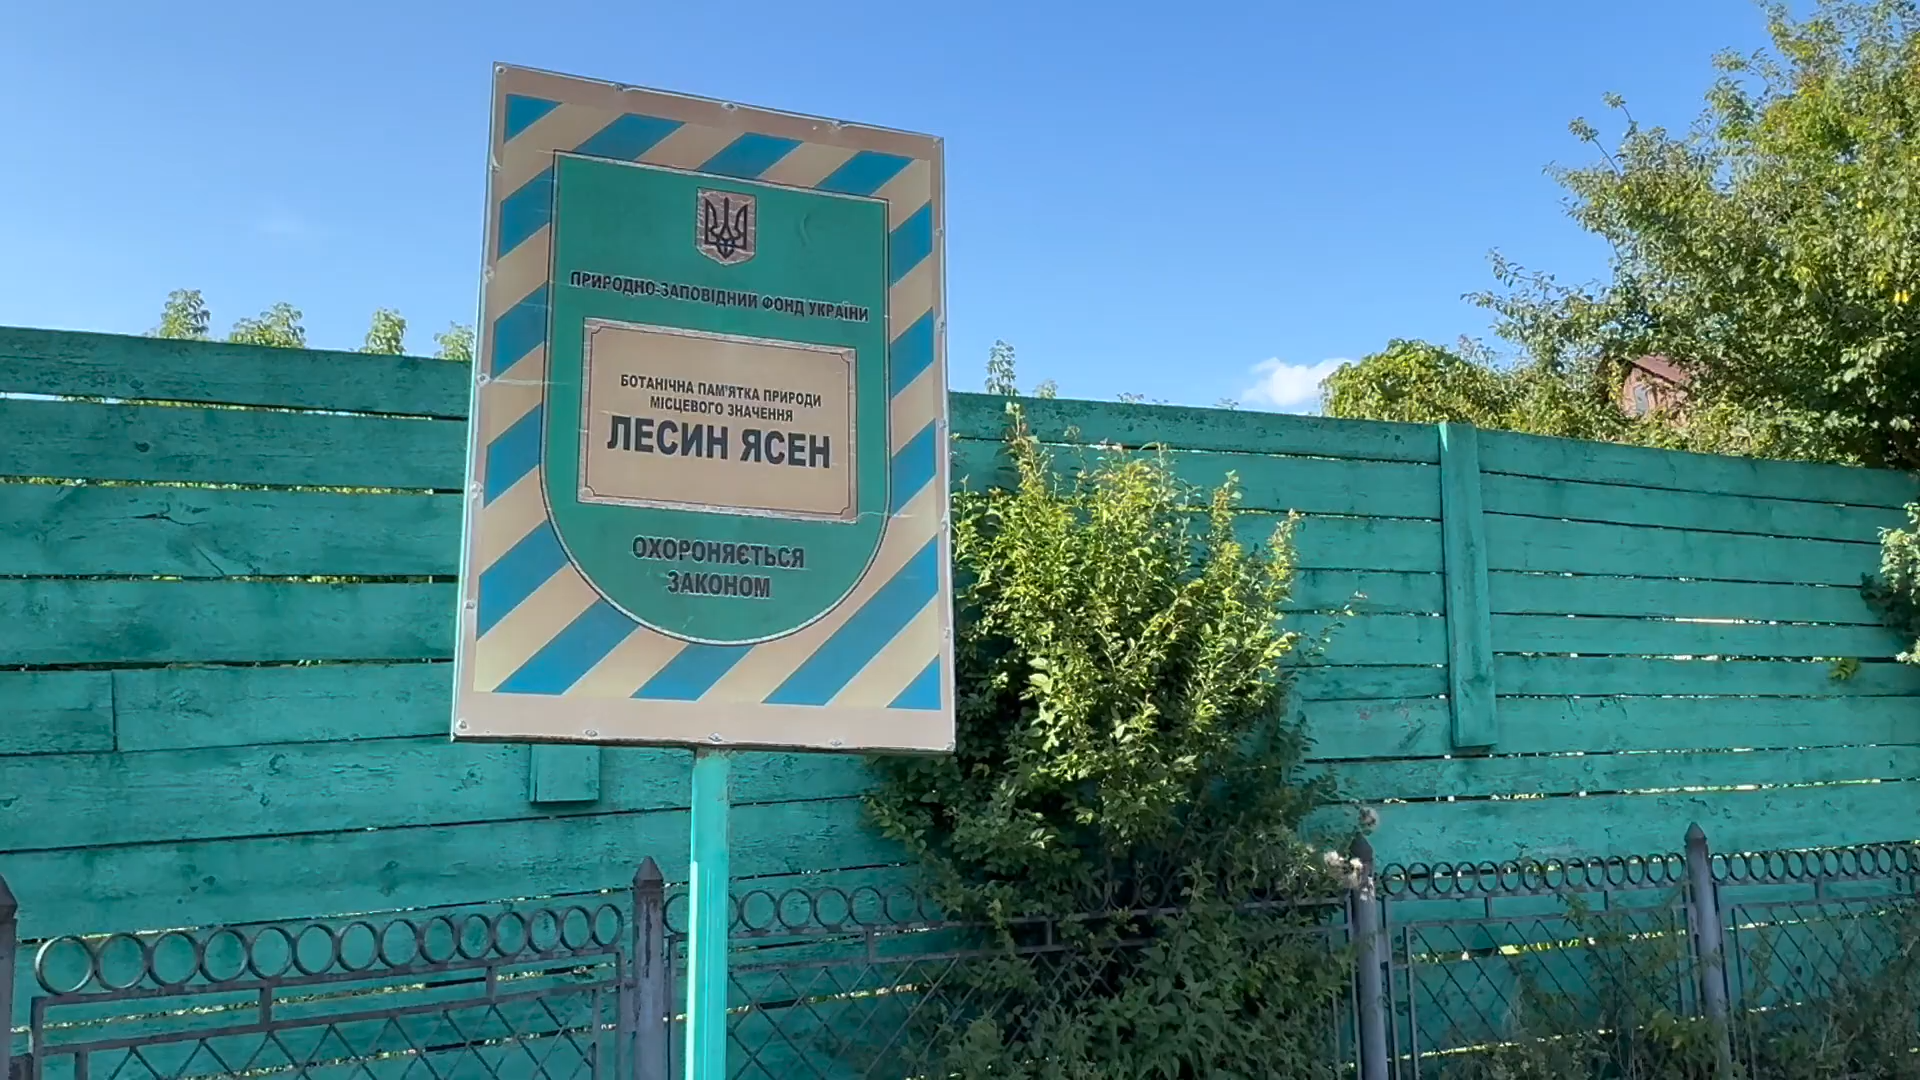 ПРИРОДНО-ЗАПОВІДНИЙ ФОНД УКРАЇНИ
БОТАНІЧНА ПАМ'ЯТКА ПРИРОДИ
МІСЦЕВОГО ЗНАЧЕННЯ
ЛЕСИН ЯСЕН
ОХОРОНЯЄТЬСЯ
ЗАКОНОМ